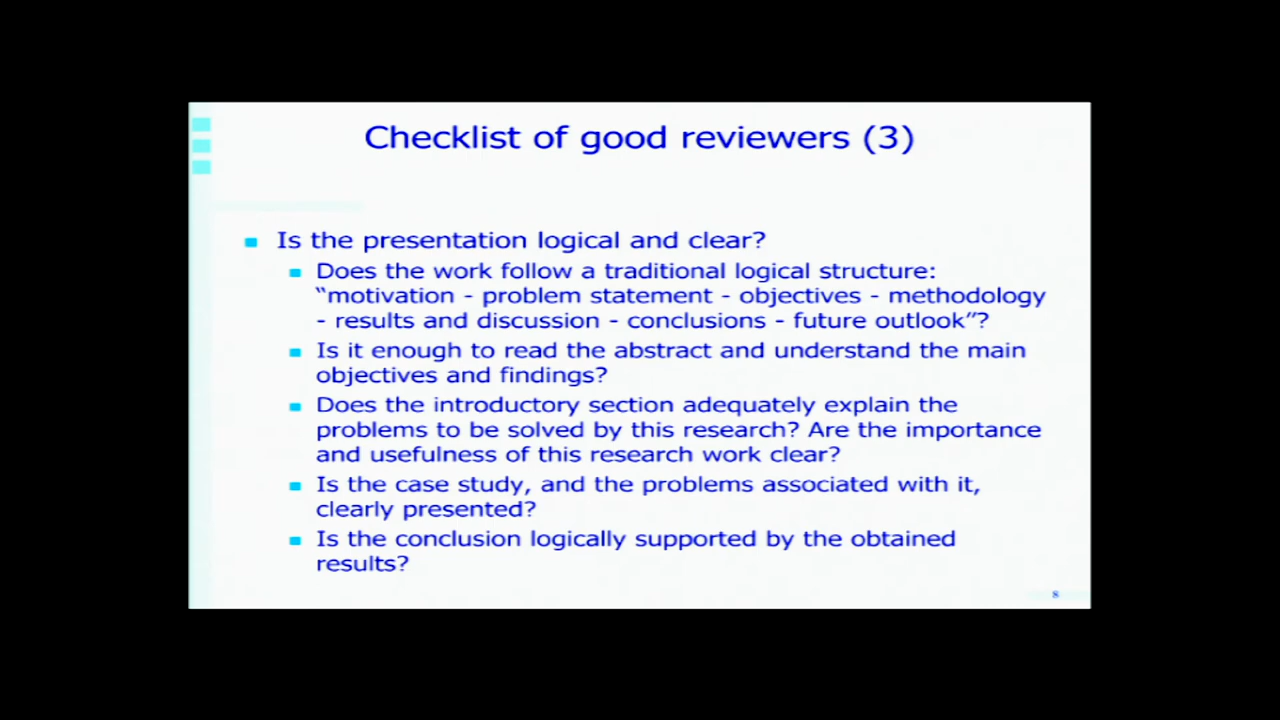 Checklist of good reviewers (3)
Is the presentation logical and clear?
Does the work follow a traditional logical structure:
“motivation - problem statement - objectives - methodology
- results and discussion - conclusions - future outlook”?
Is it enough to read the abstract and understand the main
objectives and findings?
Does the introductory section adequately explain the
problems to be solved by this research? Are the importance
and usefulness of this research work clear?
Is the case study, and the problems associated with it,
clearly presented?
Is the conclusion logically supported by the obtained
results?
8